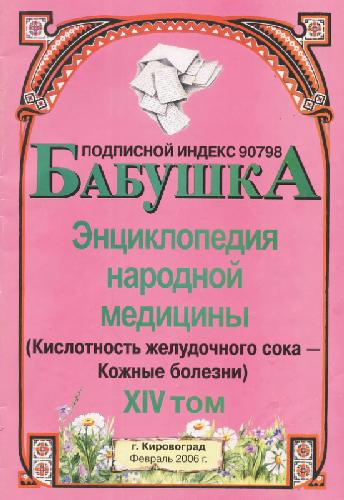 ПОДПИСНОЙ ИНДЕКС 90798
БАБУШКА
Энциклопедия
народной
медицины
(Кислотность желудочного сока —
Кожные болезни)
XIV том
г. Кировоград
Февраль 2006 г.